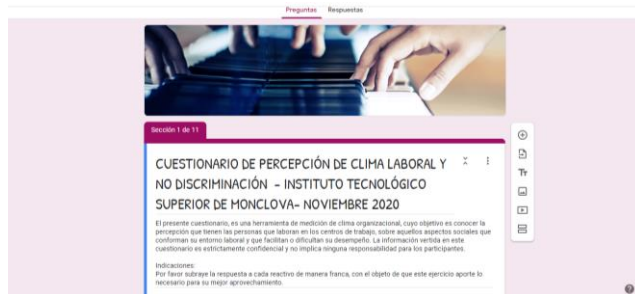 Preguntas Respuestas
Sección 1 de 11
CUESTIONARIO DE PERCEPCIÓN DE CLIMA LABORAL Y
NO DISCRIMINACIÓN - INSTITUTO TECNOLÓGICO
SUPERIOR DE MONCLOVA- NOVIEMBRE 2020
El presente cuestionario, es una herramienta de medición de clima organizacional, cuyo objetivo es conocer la
percepción que tienen las personas que laboran en los centros de trabajo, sobre aquellos aspectos sociales que
conforman su entorno laboral y que facilitan o dificultan su desempeño. La información vertida en este
cuestionario es estrictamente confidencial y no implica ninguna responsabilidad para los participantes.
Indicaciones:
Por favor subraye la respuesta a cada reactivo de manera franca, con el objeto de que este ejercicio aporte lo
necesario para su mejor aprovechamiento.